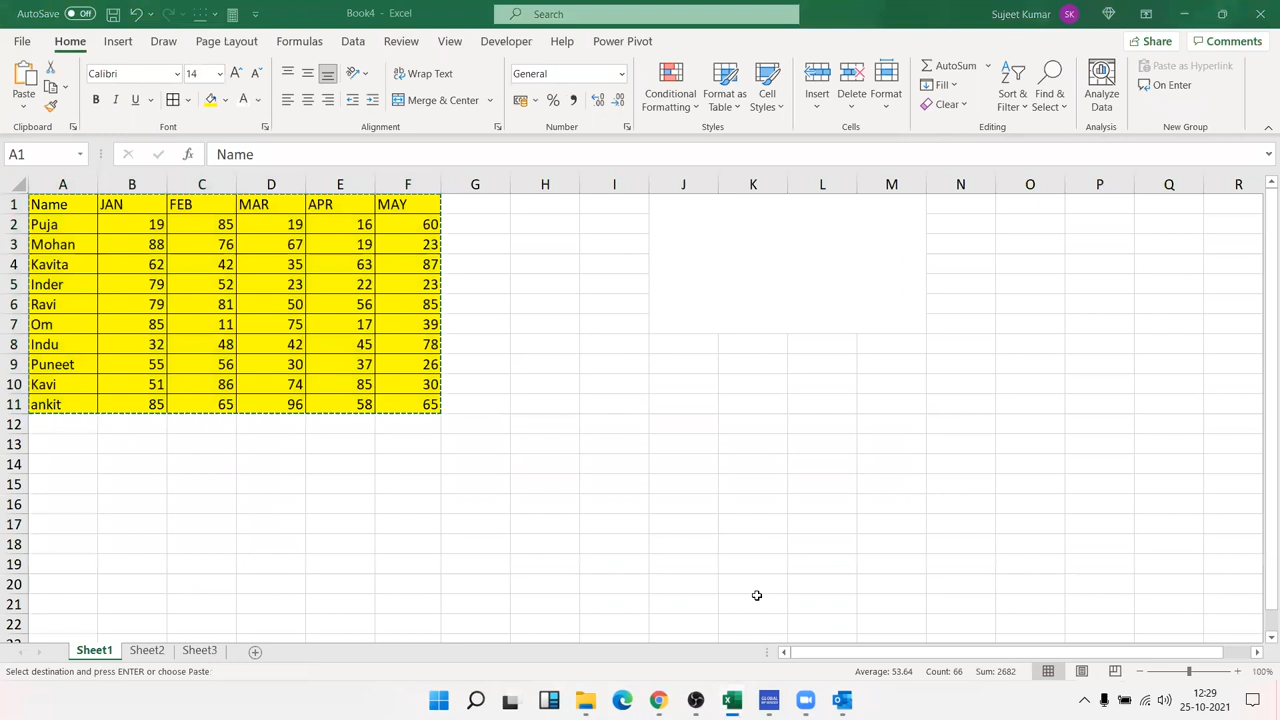 AutoSave Off Book4 - Excel Search Sujeet Kumar SK
File Home Insert Draw Page Layout Formulas Data Review View Developer Help Power Pivot Share Comments
Paste Calibri 14 Wrap Text General Conditional Formatting Format as Table Cell Styles Insert Delete Format AutoSum Sort & Filter Find & Select Analyze Data Paste as Hyperlink
B I U A Merge & Center % Fill Clear On Enter
Clipboard Font Alignment Number Styles Cells Editing Analysis New Group
A1 fx Name
A B C D E F G H I J K L M N O P Q R
1 Name JAN FEB MAR APR MAY
2 Puja 19 85 19 16 60
3 Mohan 88 76 67 19 23
4 Kavita 62 42 35 63 87
5 Inder 79 52 23 22 23
6 Ravi 79 81 50 56 85
7 Om 85 11 75 17 39
8 Indu 32 48 42 45 78
9 Puneet 55 56 30 37 26
10 Kavi 51 86 74 85 30
11 ankit 85 65 96 58 65
12
13
14
15
16
17
18
19
20
21
22
Sheet1 Sheet2 Sheet3
Select destination and press ENTER or choose Paste: Average: 53.64 Count: 66 Sum: 2682 100%
12:29
25-10-2021